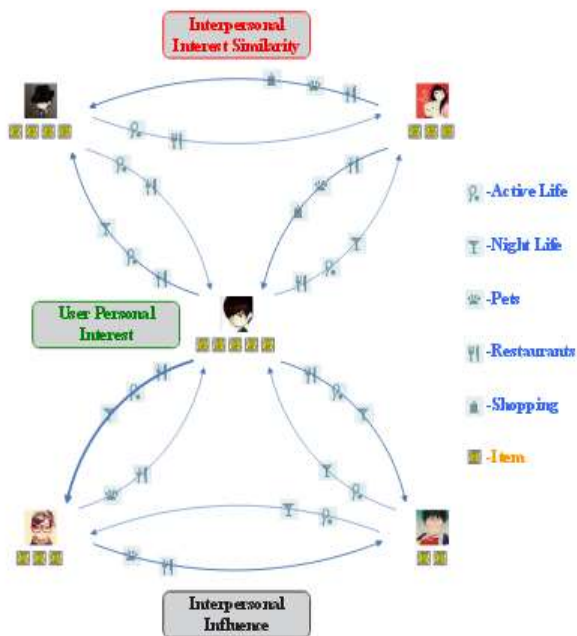 Interpersonal
Interest Similarity
-Active Life
-Night Life
-Pets
User Personal
Interest
-Restaurants
-Shopping
-Item
Interpersonal
Influence